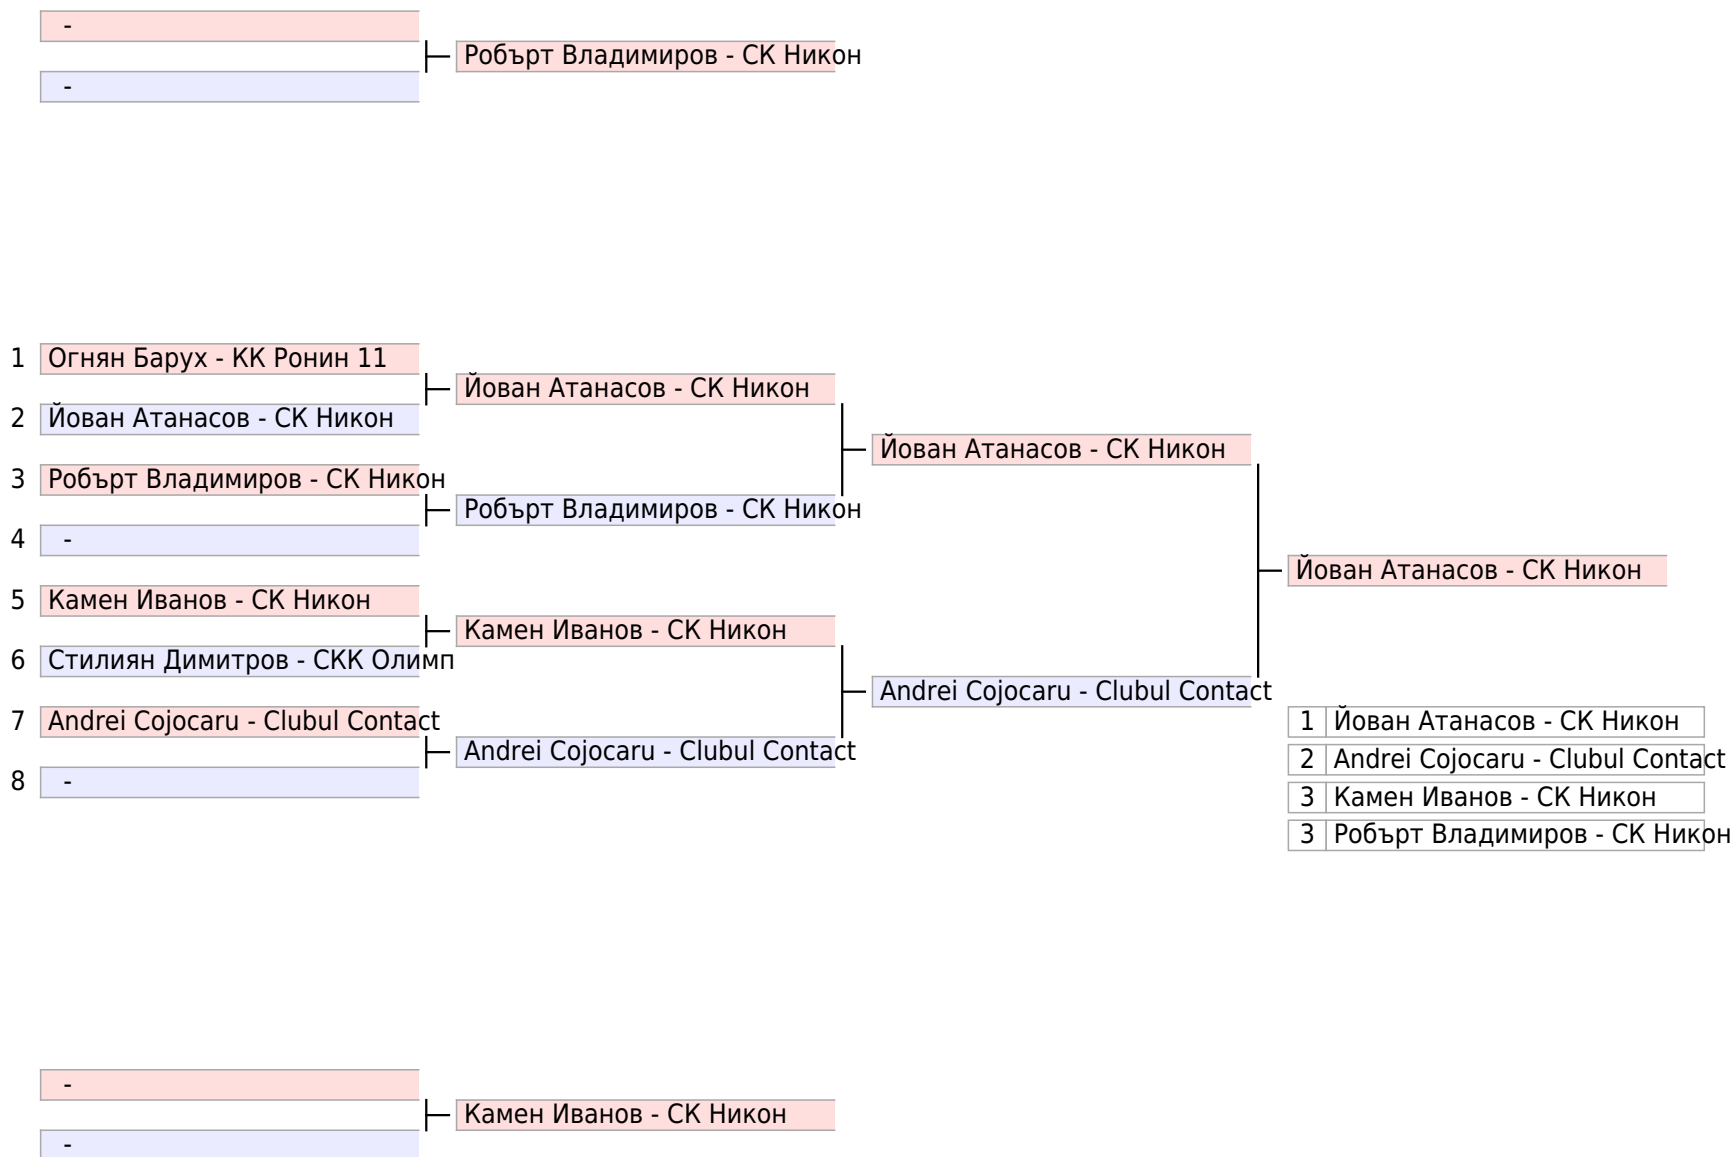 -
Робърт Владимиров - СК Никон
-
1 Огнян Барух - КК Ронин 11
Йован Атанасов - СК Никон
2 Йован Атанасов - СК Никон
Йован Атанасов - СК Никон
3 Робърт Владимиров - СК Никон
Робърт Владимиров - СК Никон
4 -
Йован Атанасов - СК Никон
5 Камен Иванов - СК Никон
Камен Иванов - СК Никон
6 Стилиян Димитров - СКК Олимп
Andrei Cojocaru - Clubul Contact
7 Andrei Cojocaru - Clubul Contact
1 Йован Атанасов - СК Никон
Andrei Cojocaru - Clubul Contact
2 Andrei Cojocaru - Clubul Contact
8 -
3 Камен Иванов - СК Никон
3 Робърт Владимиров - СК Никон
-
Камен Иванов - СК Никон
-